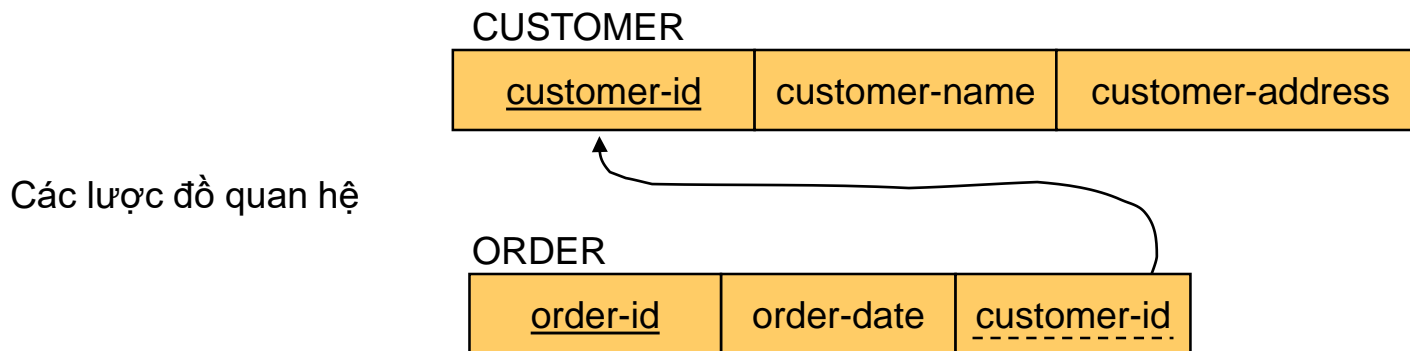 CUSTOMER
customer-id customer-name customer-address
Các lược đồ quan hệ
ORDER
order-id order-date customer-id